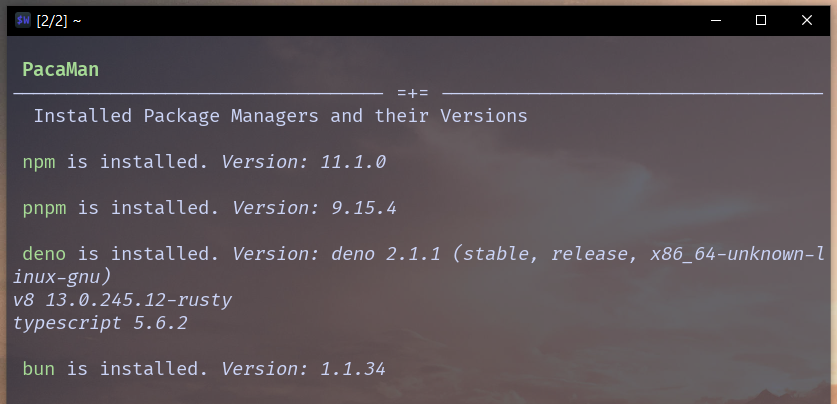 $W [2/2] ~
PacaMan
────────────────────────────────── =+= ───────────────────────────────────
Installed Package Managers and their Versions
npm is installed. Version: 11.1.0
pnpm is installed. Version: 9.15.4
deno is installed. Version: deno 2.1.1 (stable, release, x86_64-unknown-l
inux-gnu)
v8 13.0.245.12-rusty
typescript 5.6.2
bun is installed. Version: 1.1.34